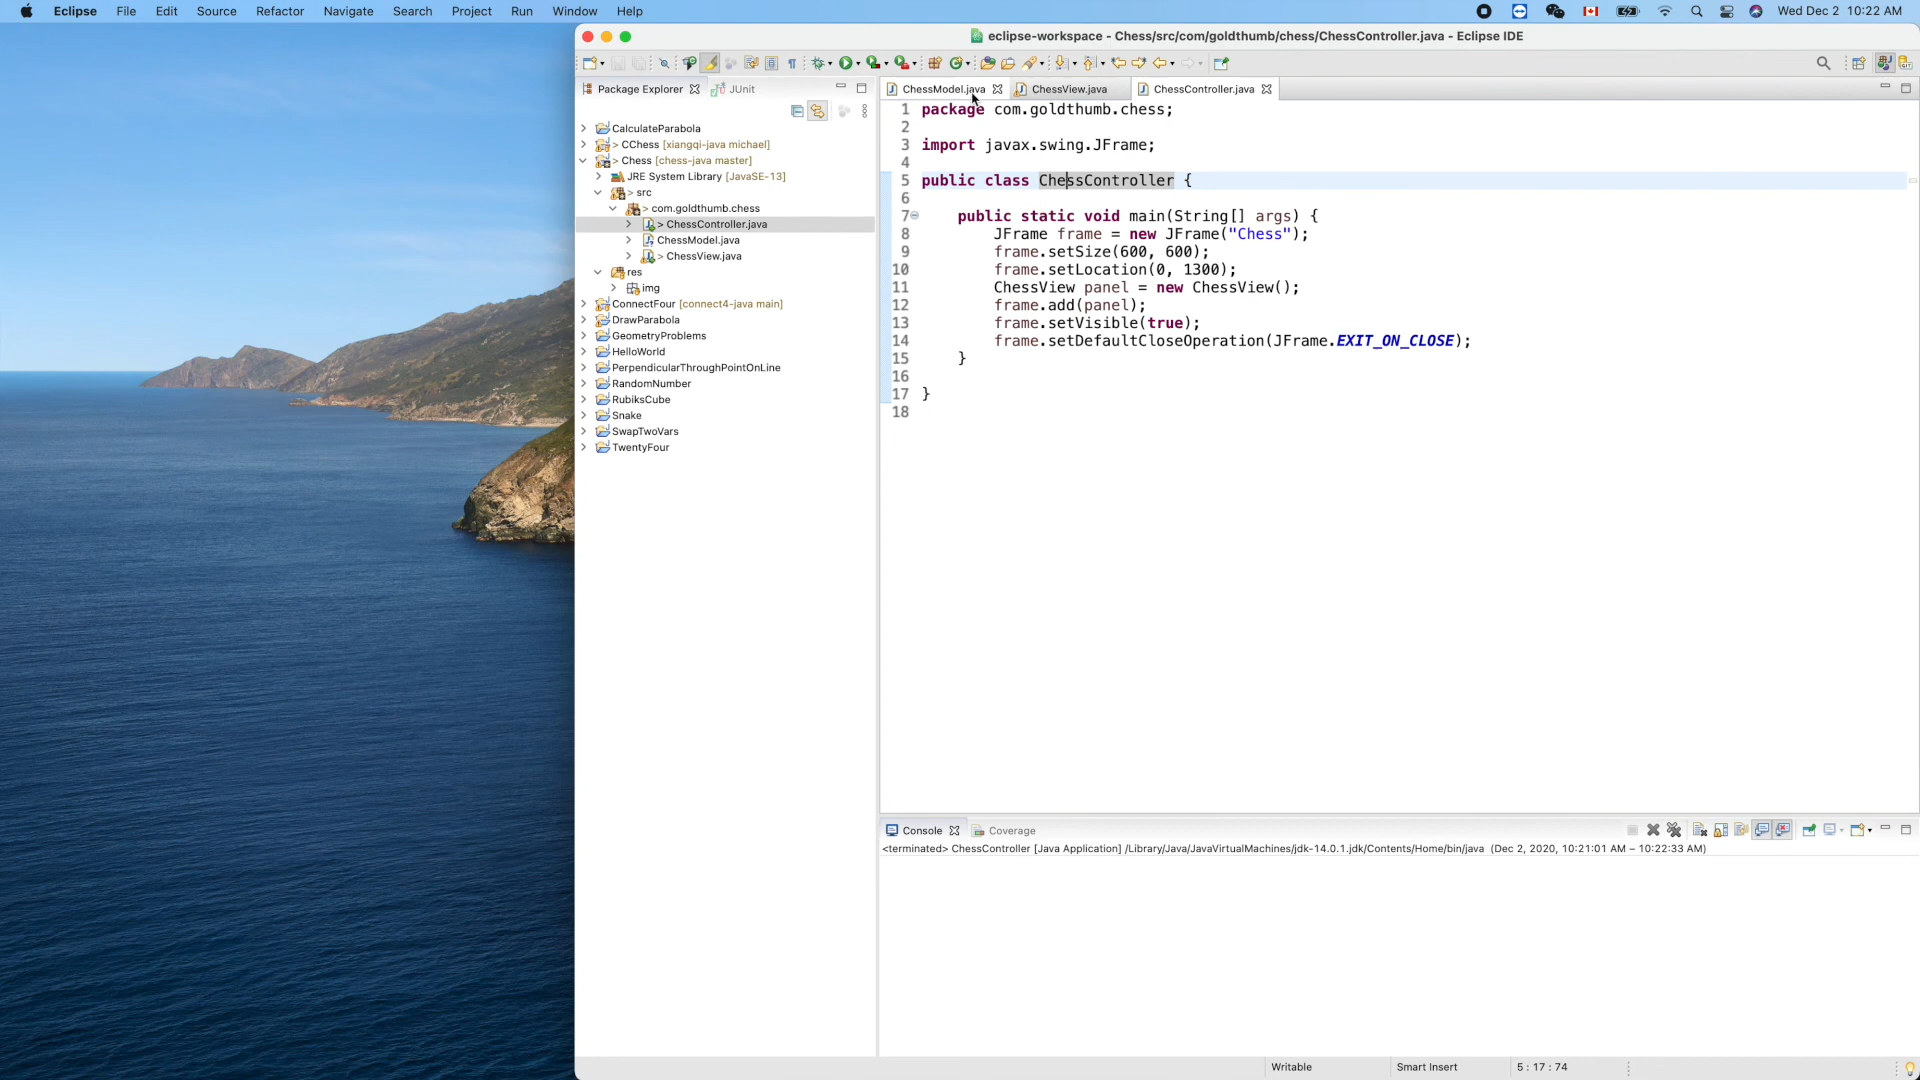 Eclipse File Edit Source Refactor Navigate Search Project Run Window Help Wed Dec 2 10:22 AM
eclipse-workspace - Chess/src/com/goldthumb/chess/ChessController.java - Eclipse IDE
Package Explorer JUnit
CalculateParabola
> CChess [xiangqi-java michael]
> Chess [chess-java master]
JRE System Library [JavaSE-13]
> src
> com.goldthumb.chess
> ChessController.java
ChessModel.java
> ChessView.java
res
img
ConnectFour [connect4-java main]
DrawParabola
GeometryProblems
HelloWorld
PerpendicularThroughPointOnLine
RandomNumber
RubiksCube
Snake
SwapTwoVars
TwentyFour
ChessModel.java ChessView.java ChessController.java
1 package com.goldthumb.chess;
2
3 import javax.swing.JFrame;
4
5 public class ChessController {
6
7 public static void main(String[] args) {
8 JFrame frame = new JFrame("Chess");
9 frame.setSize(600, 600);
10 frame.setLocation(0, 1300);
11 ChessView panel = new ChessView();
12 frame.add(panel);
13 frame.setVisible(true);
14 frame.setDefaultCloseOperation(JFrame.EXIT_ON_CLOSE);
15 }
16
17 }
18
Console Coverage
<terminated> ChessController [Java Application] /Library/Java/JavaVirtualMachines/jdk-14.0.1.jdk/Contents/Home/bin/java (Dec 2, 2020, 10:21:01 AM – 10:22:33 AM)
Writable Smart Insert 5 : 17 : 74